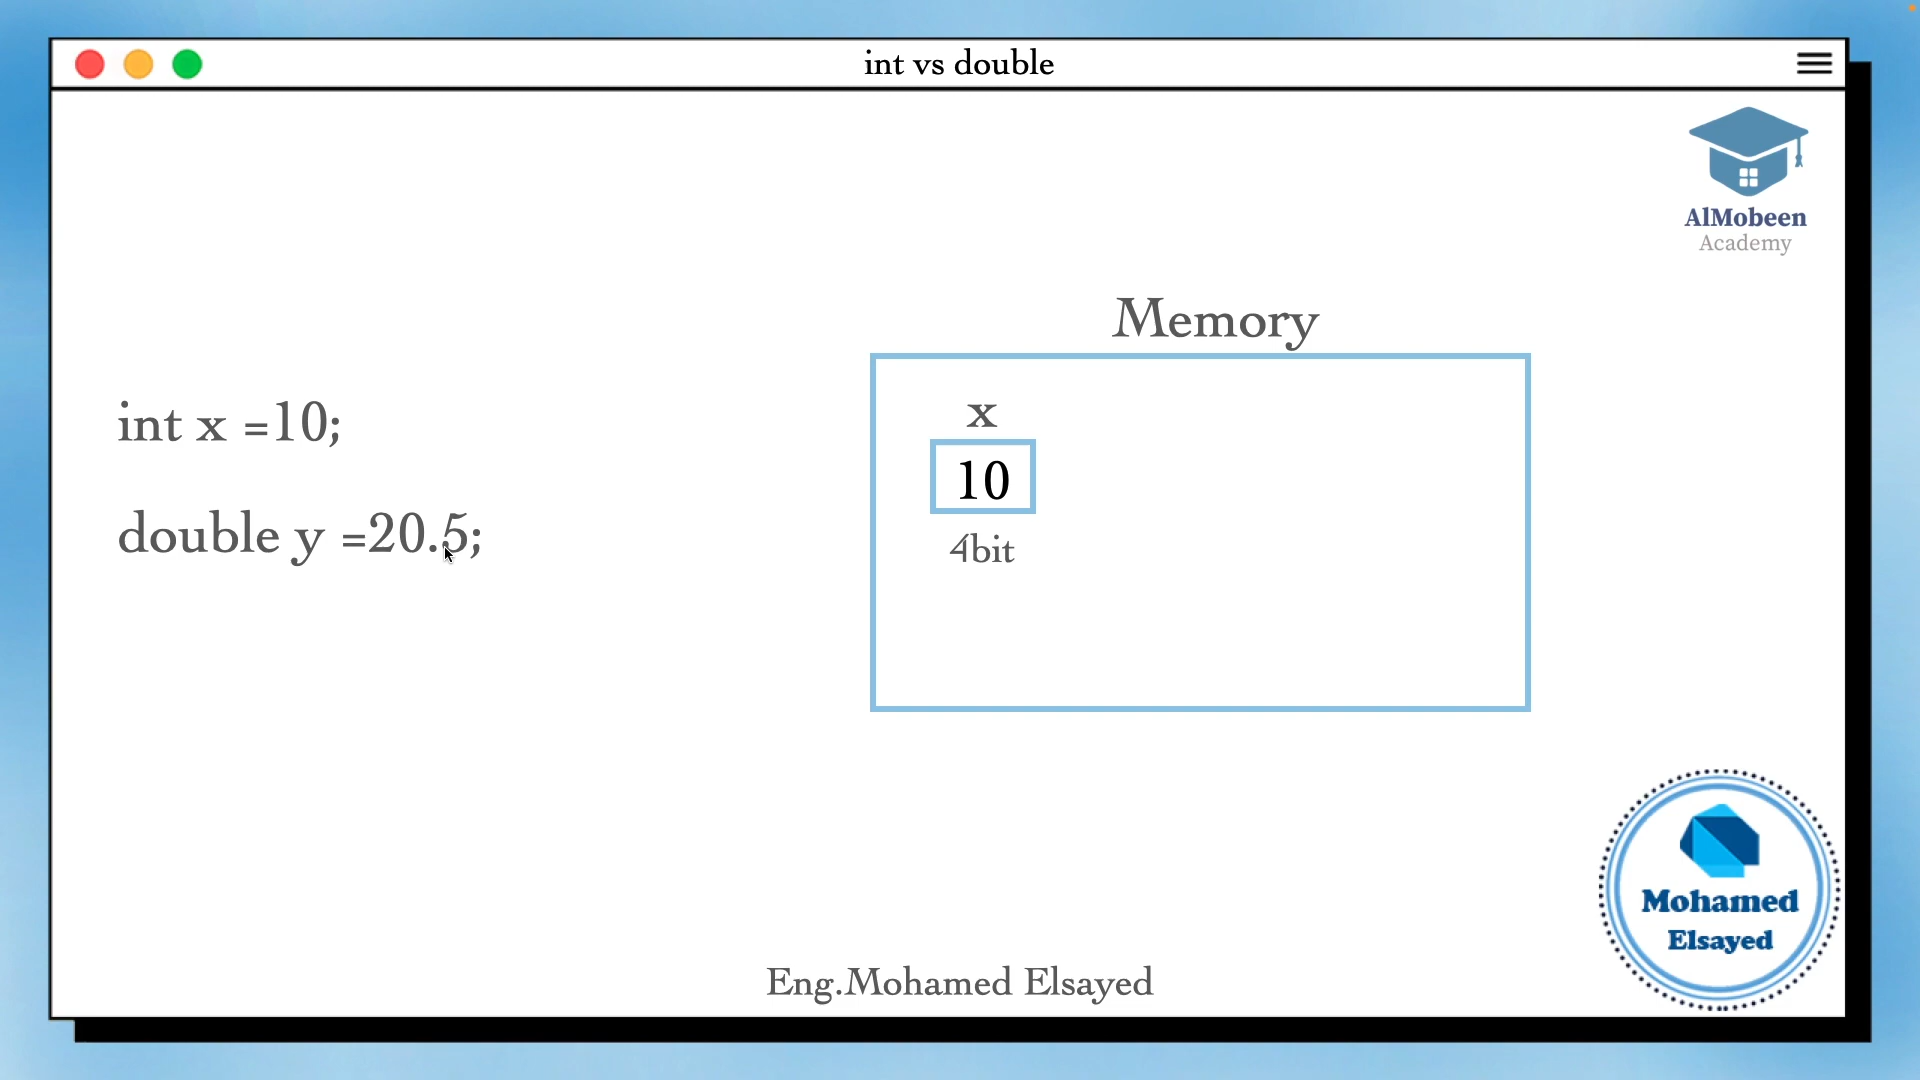 int vs double
AlMobeen
Academy
Memory
int x =10;
double y =20.5;
x
10
4bit
Mohamed
Elsayed
Eng.Mohamed Elsayed